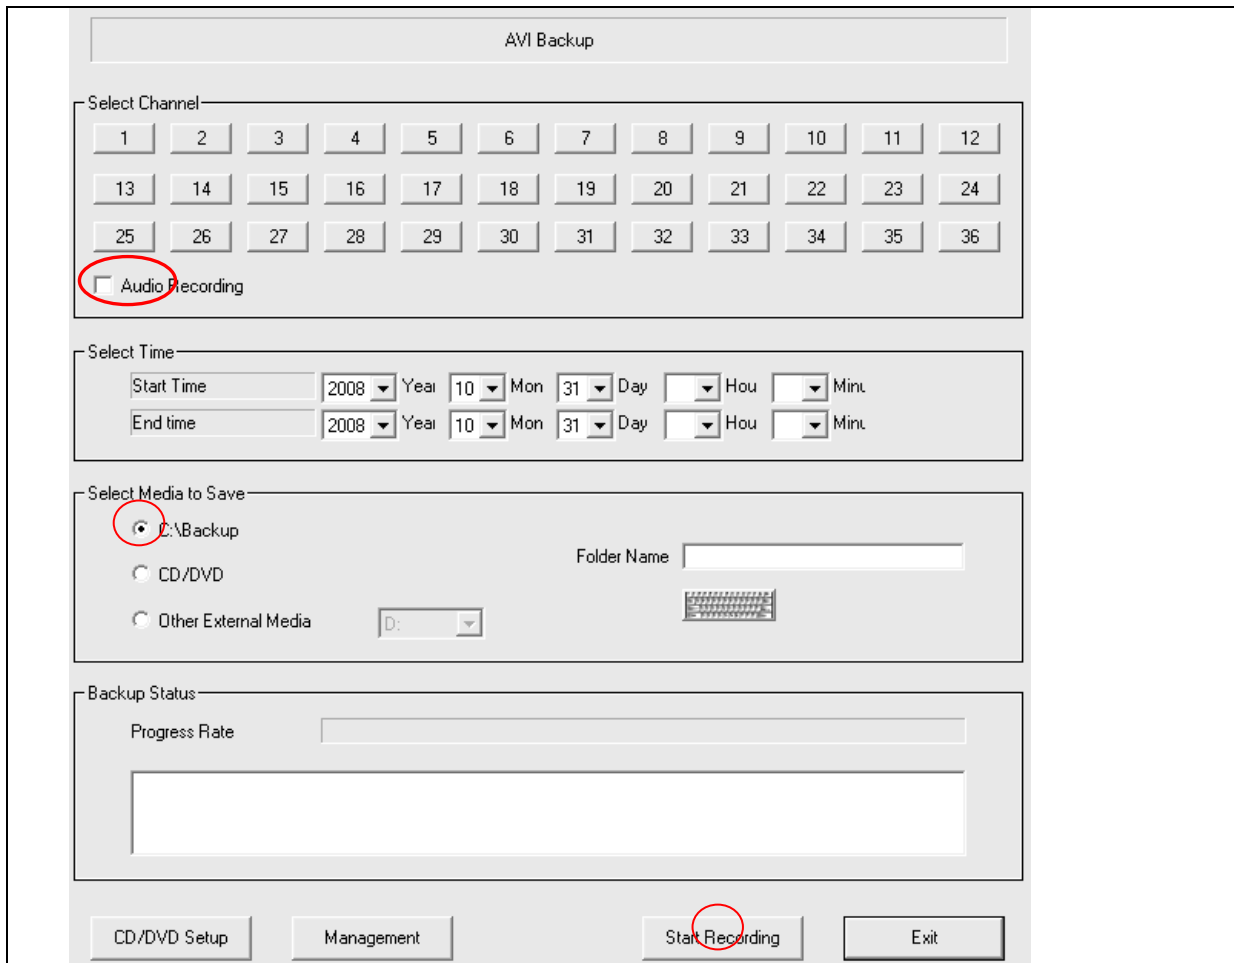 AVI Backup
Select Channel
1 2 3 4 5 6 7 8 9 10 11 12
13 14 15 16 17 18 19 20 21 22 23 24
25 26 27 28 29 30 31 32 33 34 35 36
Audio Recording
Select Time
Start Time 2008 Year 10 Mon 31 Day Hou Minu
End time 2008 Year 10 Mon 31 Day Hou Minu
Select Media to Save
C:\Backup
Folder Name
CD/DVD
Other External Media D:
Backup Status
Progress Rate
CD/DVD Setup Management Start Recording Exit